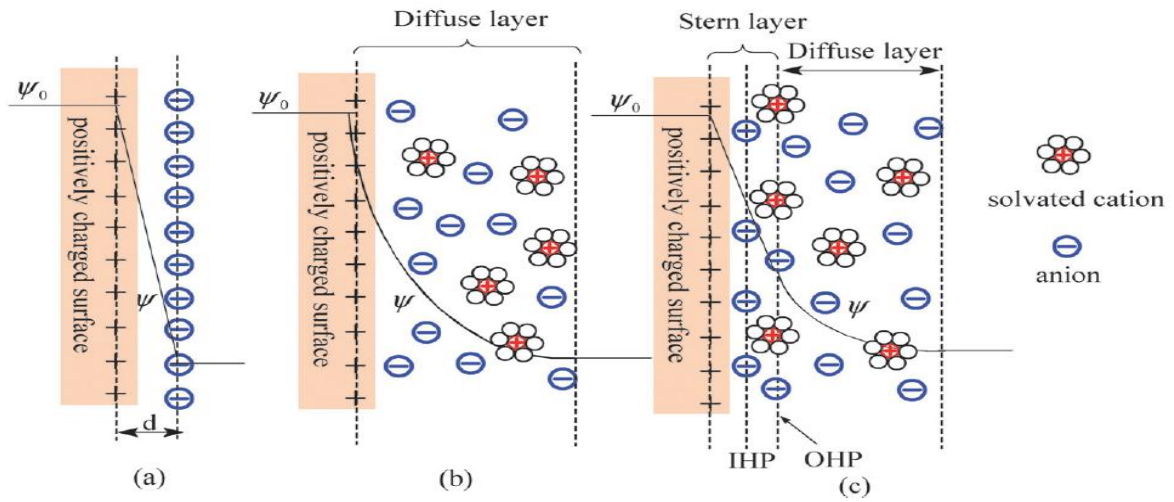 Diffuse layer
Stern layer
Diffuse layer
ψ₀
positively charged surface
ψ
d
(a)
ψ₀
positively charged surface
ψ
(b)
ψ₀
positively charged surface
ψ
IHP
OHP
(c)
solvated cation
anion